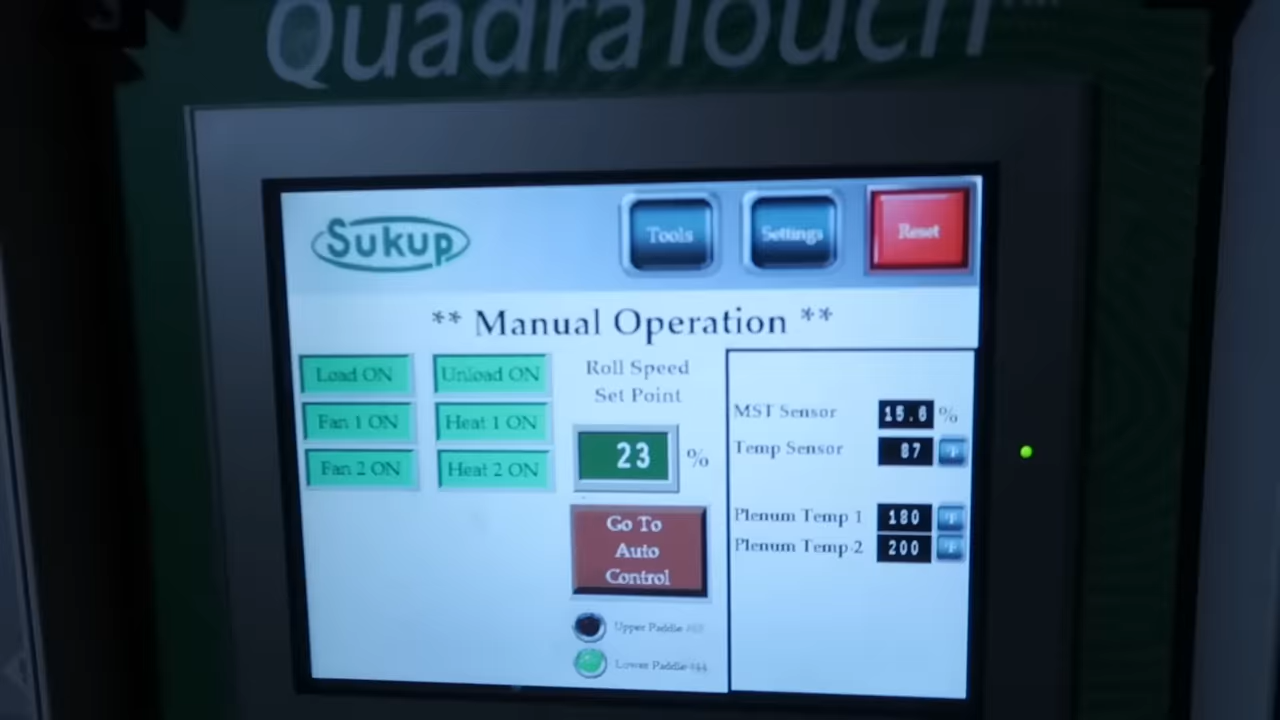 QuadraTouch™
Sukup
Tools
Settings
Reset
** Manual Operation **
Load ON
Unload ON
Fan 1 ON
Heat 1 ON
Fan 2 ON
Heat 2 ON
Roll Speed
Set Point
23 %
Go To
Auto
Control
Upper Paddle
Lower Paddle
MST Sensor 15.6 %
Temp Sensor 87 °F
Plenum Temp 1 180 °F
Plenum Temp 2 200 °F